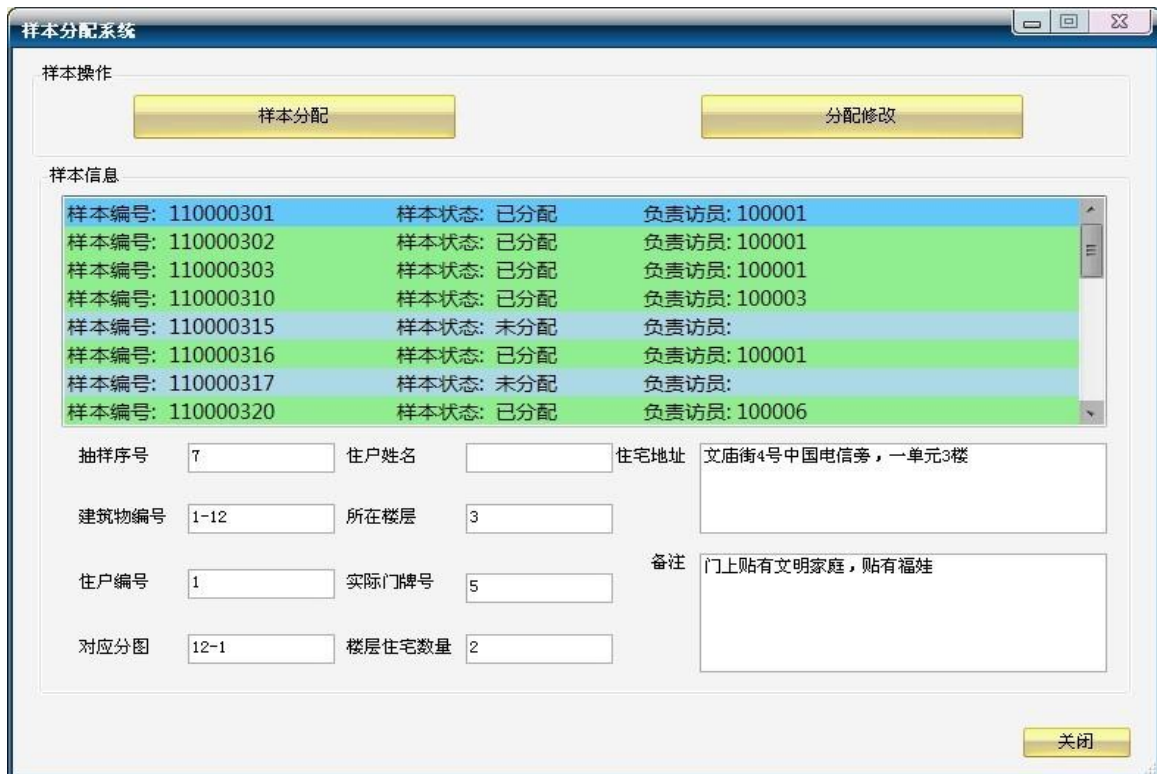 样本分配系统
样本操作
样本分配 分配修改
样本信息
样本编号: 110000301 样本状态: 已分配 负责访员: 100001
样本编号: 110000302 样本状态: 已分配 负责访员: 100001
样本编号: 110000303 样本状态: 已分配 负责访员: 100001
样本编号: 110000310 样本状态: 已分配 负责访员: 100003
样本编号: 110000315 样本状态: 未分配 负责访员:
样本编号: 110000316 样本状态: 已分配 负责访员: 100001
样本编号: 110000317 样本状态: 未分配 负责访员:
样本编号: 110000320 样本状态: 已分配 负责访员: 100006
抽样序号 7 住户姓名 住宅地址 文庙街4号中国电信旁，一单元3楼
建筑物编号 1-12 所在楼层 3
备注 门上贴有文明家庭，贴有福娃
住户编号 1 实际门牌号 5
对应分图 12-1 楼层住宅数量 2
关闭